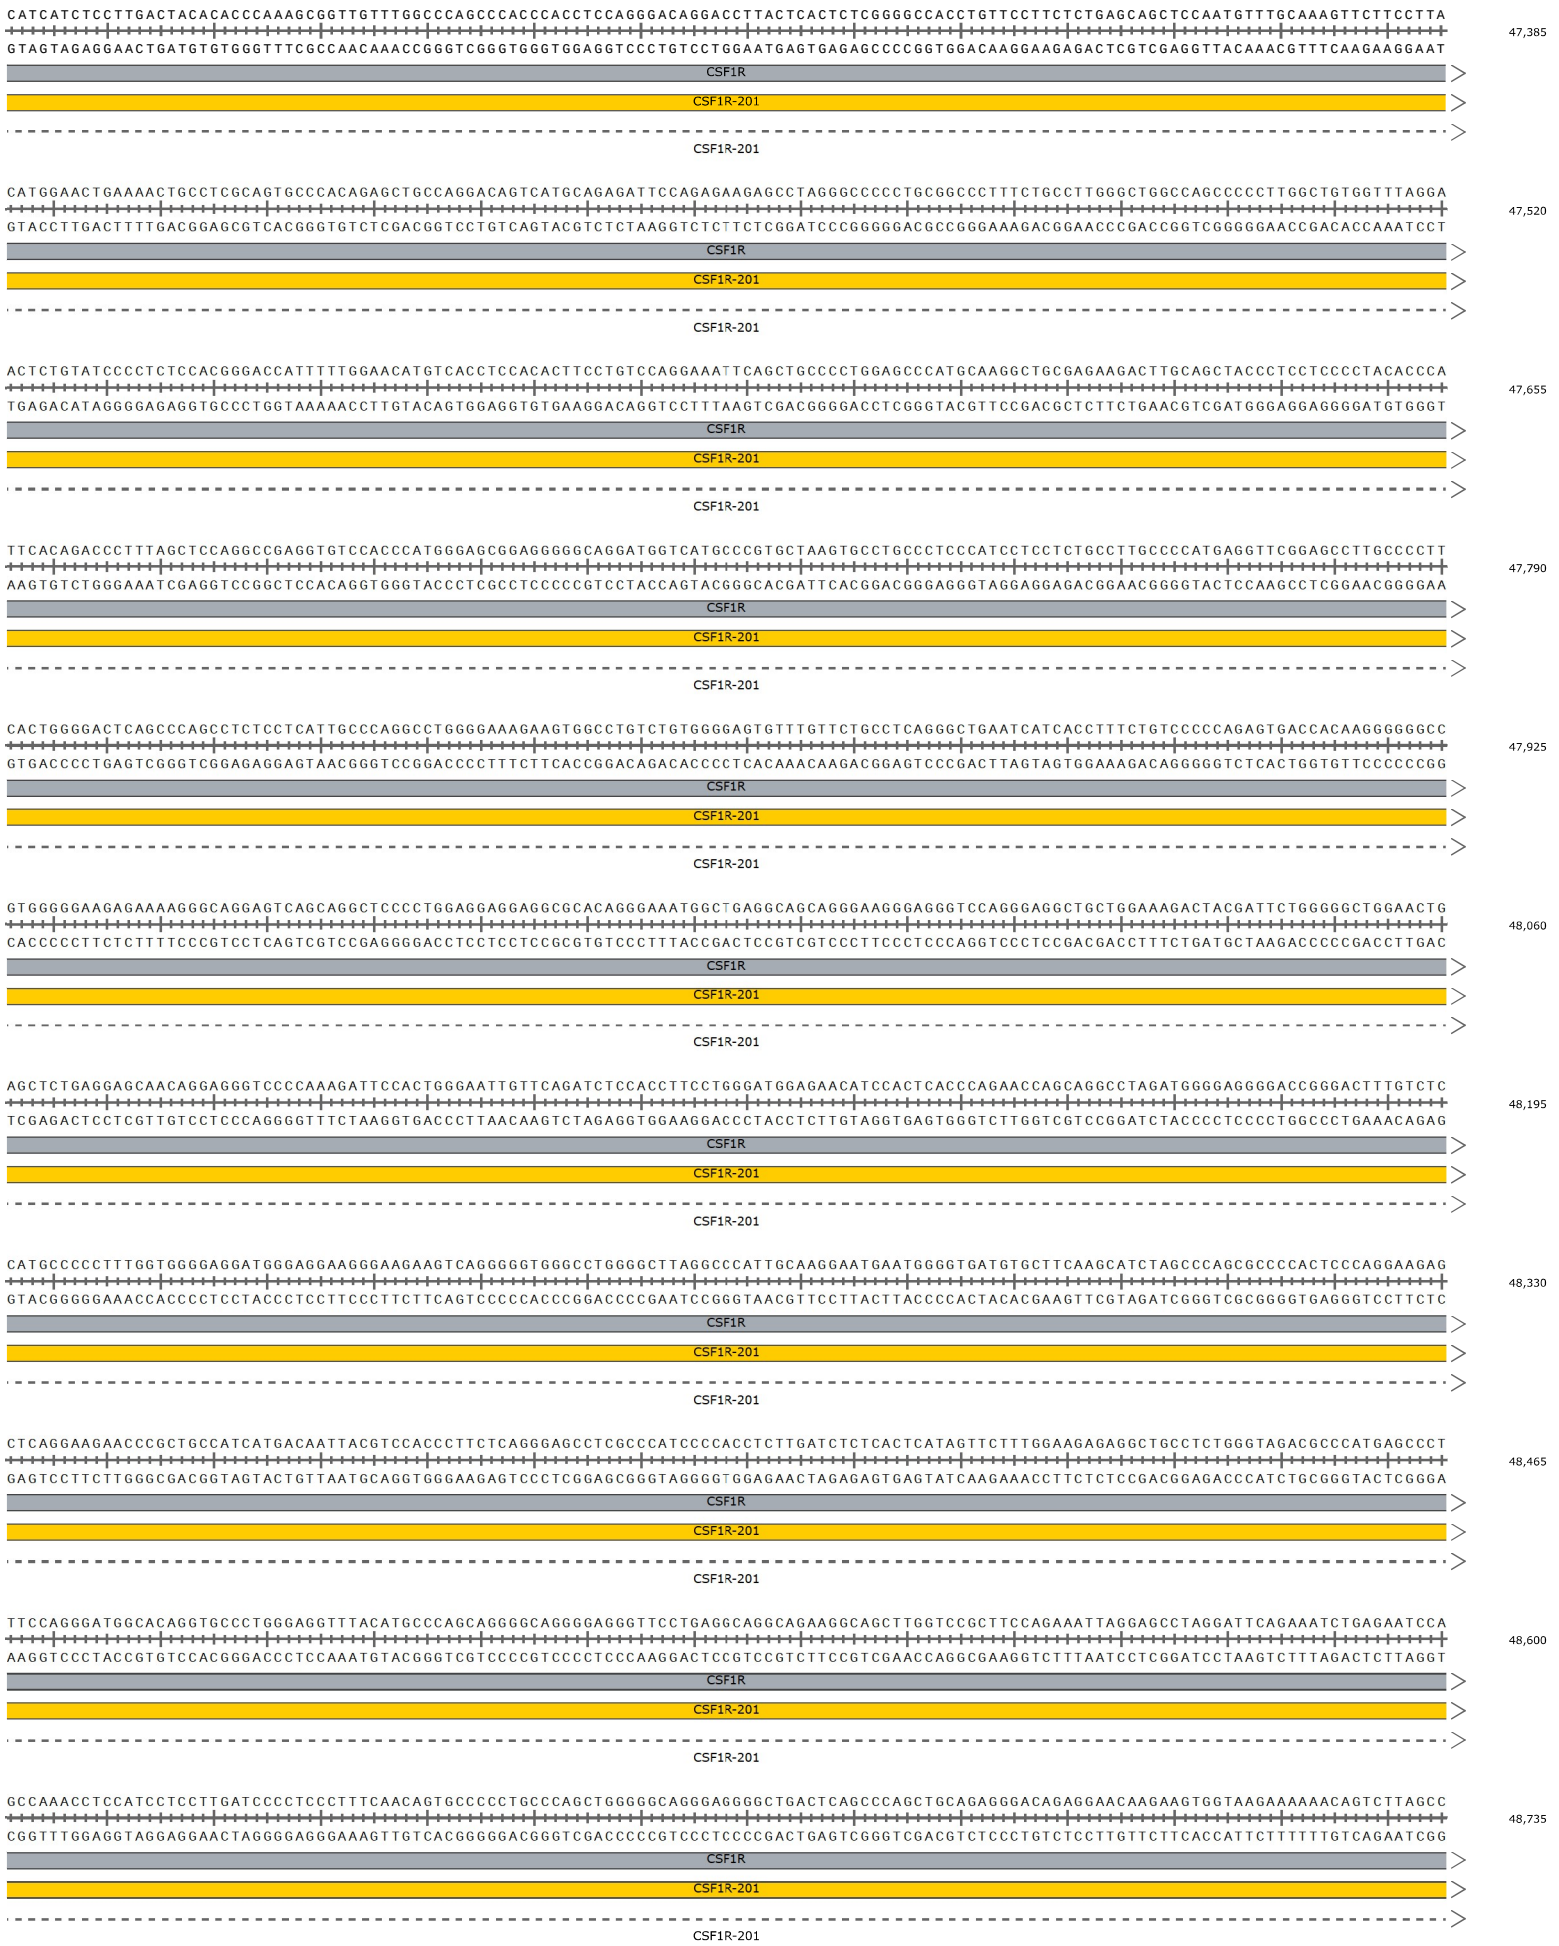 CATCATCTCCTTGACTACACACCCAAAGCGGTTGTTTGGCCCAGCCCACCCACCTCCAGGGACAGGACCTTACTCACTCTCGGGGCCACCTGTTCCTTCTCTGAGCAGCTCCAATGTTTGCAAAGTTCTTCCTTA
47,385
GTAGTAGAGGAACTGATGTGTGGGTTTCGCCAACAAACCGGGTCGGGTGGGTGGAGGTCCCTGTCCTGGAATGAGTGAGAGCCCCGGTGGACAAGGAAGAGACTCGTCGAGGTTACAAACGTTTCAAGAAGGAAT
CSF1R
CSF1R-201
CSF1R-201
CATGGAACTGAAAACTGCCTCGCAGTGCCCACAGAGCTGCCAGGACAGTCATGCAGAGATTCCAGAGAAGAGCCTAGGGCCCCCTGCGGCCCTTTCTGCCTTGGGCTGGCCAGCCCCCTTGGCTGTGGTTTAGGA
47,520
GTACCTTGACTTTTGACGGAGCGTCACGGGTGTCTCGACGGTCCTGTCAGTACGTCTCTAAGGTCTCTTCTCGGATCCCGGGGGACGCCGGGAAAGACGGAACCCGACCGGTCGGGGGAACCGACACCAAATCCT
CSF1R
CSF1R-201
CSF1R-201
ACTCTGTATCCCCTCTCCACGGGACCATTTTTGGAACATGTCACCTCCACACTTCCTGTCCAGGAAATTCAGCTGCCCCTGGAGCCCATGCAAGGCTGCGAGAAGACTTGCAGCTACCCTCCTCCCCTACACCCA
47,655
TGAGACATAGGGGAGAGGTGCCCTGGTAAAAACCTTGTACAGTGGAGGTGTGAAGGACAGGTCCTTTAAGTCGACGGGGACCTCGGGTACGTTCCGACGCTCTTCTGAACGTCGATGGGAGGAGGGGATGTGGGT
CSF1R
CSF1R-201
CSF1R-201
TTCACAGACCCTTTAGCTCCAGGCCGAGGTGTCCACCCATGGGAGCGGAGGGGGCAGGATGGTCATGCCCGTGCTAAGTGCCTGCCCTCCCATCCTCCTCTGCCTTGCCCCATGAGGTTCGGAGCCTTGCCCCTT
47,790
AAGTGTCTGGGAAATCGAGGTCCGGCTCCACAGGTGGGTACCCTCGCCTCCCCCGTCCTACCAGTACGGGCACGATTCACGGACGGGAGGGTAGGAGGAGACGGAACGGGGTACTCCAAGCCTCGGAACGGGGAA
CSF1R
CSF1R-201
CSF1R-201
CACTGGGGACTCAGCCCAGCCTCTCCTCATTGCCCAGGCCTGGGGAAAGAAGTGGCCTGTCTGTGGGGAGTGTTTGTTCTGCCTCAGGGCTGAATCATCACCTTTCTGTCCCCCAGAGTGACCACAAGGGGGGCC
47,925
GTGACCCCTGAGTCGGGTCGGAGAGGAGTAACGGGTCCGGACCCCTTTCTTCACCGGACAGACACCCCTCACAAACAAGACGGAGTCCCGACTTAGTAGTGGAAAGACAGGGGGTCTCACTGGTGTTCCCCCCGG
CSF1R
CSF1R-201
CSF1R-201
GTGGGGGAAGAGAAAAGGGCAGGAGTCAGCAGGCTCCCCTGGAGGAGGAGGCGCACAGGGAAATGGCTGAGGCAGCAGGGAAGGGAGGGTCCAGGGAGGCTGCTGGAAAGACTACGATTCTGGGGGCTGGAACTG
48,060
CACCCCCTTCTCTTTTCCCGTCCTCAGTCGTCCGAGGGGACCTCCTCCTCCGCGTGTCCCTTTACCGACTCCGTCGTCCCTTCCCTCCCAGGTCCCTCCGACGACCTTTCTGATGCTAAGACCCCCGACCTTGAC
CSF1R
CSF1R-201
CSF1R-201
AGCTCTGAGGAGCAACAGGAGGGTCCCCAAAGATTCCACTGGGAATTGTTCAGATCTCCACCTTCCTGGGATGGAGAACATCCACTCACCCAGAACCAGCAGGCCTAGATGGGGAGGGGACCGGGACTTTGTCTC
48,195
TCGAGACTCCTCGTTGTCCTCCCAGGGGTTTCTAAGGTGACCCTTAACAAGTCTAGAGGTGGAAGGACCCTACCTCTTGTAGGTGAGTGGGTCTTGGTCGTCCGGATCTACCCCTCCCCTGGCCCTGAAACAGAG
CSF1R
CSF1R-201
CSF1R-201
CATGCCCCCTTTGGTGGGGAGGATGGGAGGAAGGGAAGAAGTCAGGGGGTGGGCCTGGGGCTTAGGCCCATTGCAAGGAATGAATGGGGTGATGTGCTTCAAGCATCTAGCCCAGCGCCCCACTCCCAGGAAGAG
48,330
GTACGGGGGAAACCACCCCTCCTACCCTCCTTCCCTTCTTCAGTCCCCCACCCGGACCCCGAATCCGGGTAACGTTCCTTACTTACCCCACTACACGAAGTTCGTAGATCGGGTCGCGGGGTGAGGGTCCTTCTC
CSF1R
CSF1R-201
CSF1R-201
CTCAGGAAGAACCCGCTGCCATCATGACAATTACGTCCACCCTTCTCAGGGAGCCTCGCCCATCCCCACCTCTTGATCTCTCACTCATAGTTCTTTGGAAGAGAGGCTGCCTCTGGGTAGACGCCCATGAGCCCT
48,465
GAGTCCTTCTTGGGCGACGGTAGTACTGTTAATGCAGGTGGGAAGAGTCCCTCGGAGCGGGTAGGGGTGGAGAACTAGAGAGTGAGTATCAAGAAACCTTCTCTCCGACGGAGACCCATCTGCGGGTACTCGGGA
CSF1R
CSF1R-201
CSF1R-201
TTCCAGGGATGGCACAGGTGCCCTGGGAGGTTTACATGCCCAGCAGGGGCAGGGGAGGGTTCCTGAGGCAGGCAGAAGGCAGCTTGGTCCGCTTCCAGAAATTAGGAGCCTAGGATTCAGAAATCTGAGAATCCA
48,600
AAGGTCCCTACCGTGTCCACGGGACCCTCCAAATGTACGGGTCGTCCCCGTCCCCTCCCAAGGACTCCGTCCGTCTTCCGTCGAACCAGGCGAAGGTCTTTAATCCTCGGATCCTAAGTCTTTAGACTCTTAGGT
CSF1R
CSF1R-201
CSF1R-201
GCCAAACCTCCATCCTCCTTGATCCCCTCCCTTTCAACAGTGCCCCCTGCCCAGCTGGGGGCAGGGAGGGGCTGACTCAGCCCAGCTGCAGAGGGACAGAGGAACAAGAAGTGGTAAGAAAAAACAGTCTTAGCC
48,735
CGGTTTGGAGGTAGGAGGAACTAGGGGAGGGAAAGTTGTCACGGGGGACGGGTCGACCCCCGTCCCTCCCCGACTGAGTCGGGTCGACGTCTCCCTGTCTCCTTGTTCTTCACCATTCTTTTTTGTCAGAATCGG
CSF1R
CSF1R-201
CSF1R-201